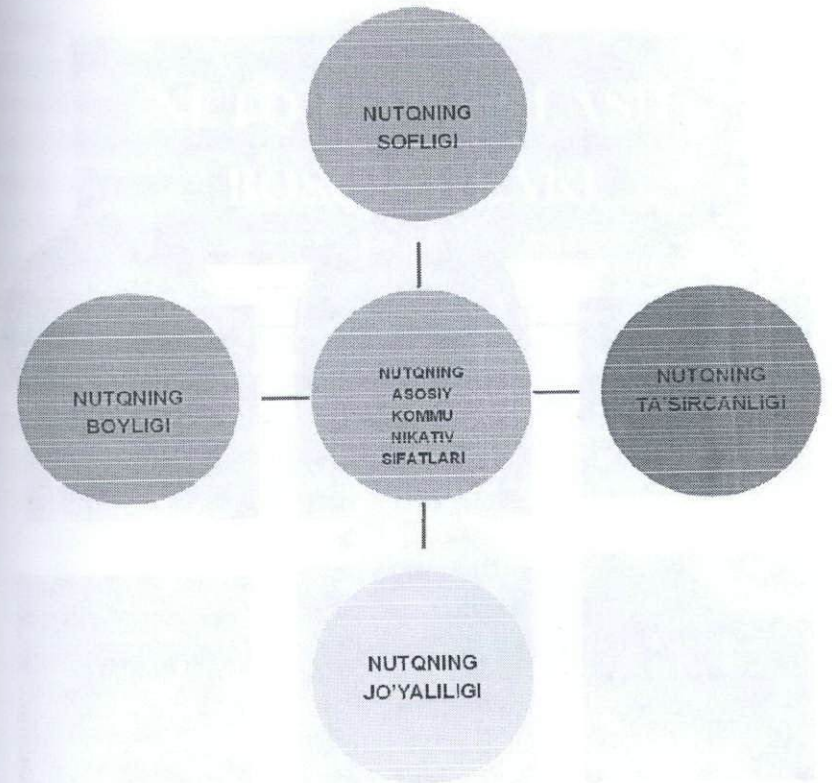 NUTQNING
SOFLIGI
NUTQNING
BOYLIGI
NUTQNING
ASOSIY
KOMMU
NIKATIV
SIFATLARI
NUTQNING
TA'SIRCANLIGI
NUTQNING
JO'YALILIGI